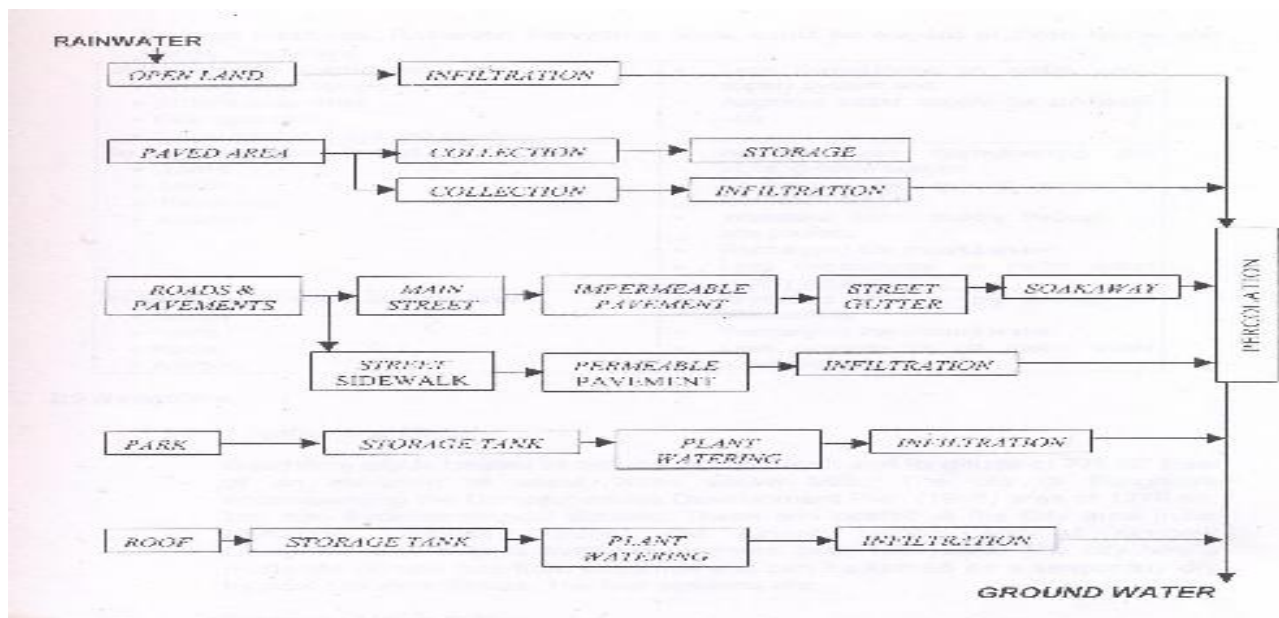 RAINWATER
OPEN LAND
INFILTRATION
PAVED AREA
COLLECTION
STORAGE
COLLECTION
INFILTRATION
ROADS &
PAVEMENTS
MAIN
STREET
IMPERMEABLE
PAVEMENT
STREET
GUTTER
SOAKAWAY
PERCOLATION
STREET
SIDEWALK
PERMEABLE
PAVEMENT
INFILTRATION
PARK
STORAGE TANK
PLANT
WATERING
INFILTRATION
ROOF
STORAGE TANK
PLANT
WATERING
INFILTRATION
GROUND WATER